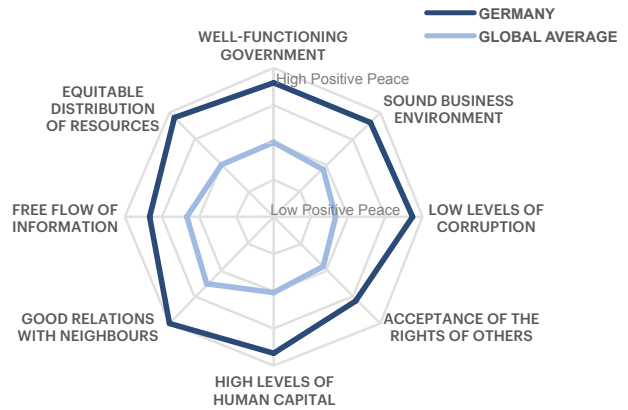 GERMANY
GLOBAL AVERAGE
WELL-FUNCTIONING
GOVERNMENT
High Positive Peace
SOUND BUSINESS
ENVIRONMENT
EQUITABLE
DISTRIBUTION
OF RESOURCES
Low Positive Peace
LOW LEVELS OF
CORRUPTION
FREE FLOW OF
INFORMATION
ACCEPTANCE OF THE
RIGHTS OF OTHERS
GOOD RELATIONS
WITH NEIGHBOURS
HIGH LEVELS OF
HUMAN CAPITAL